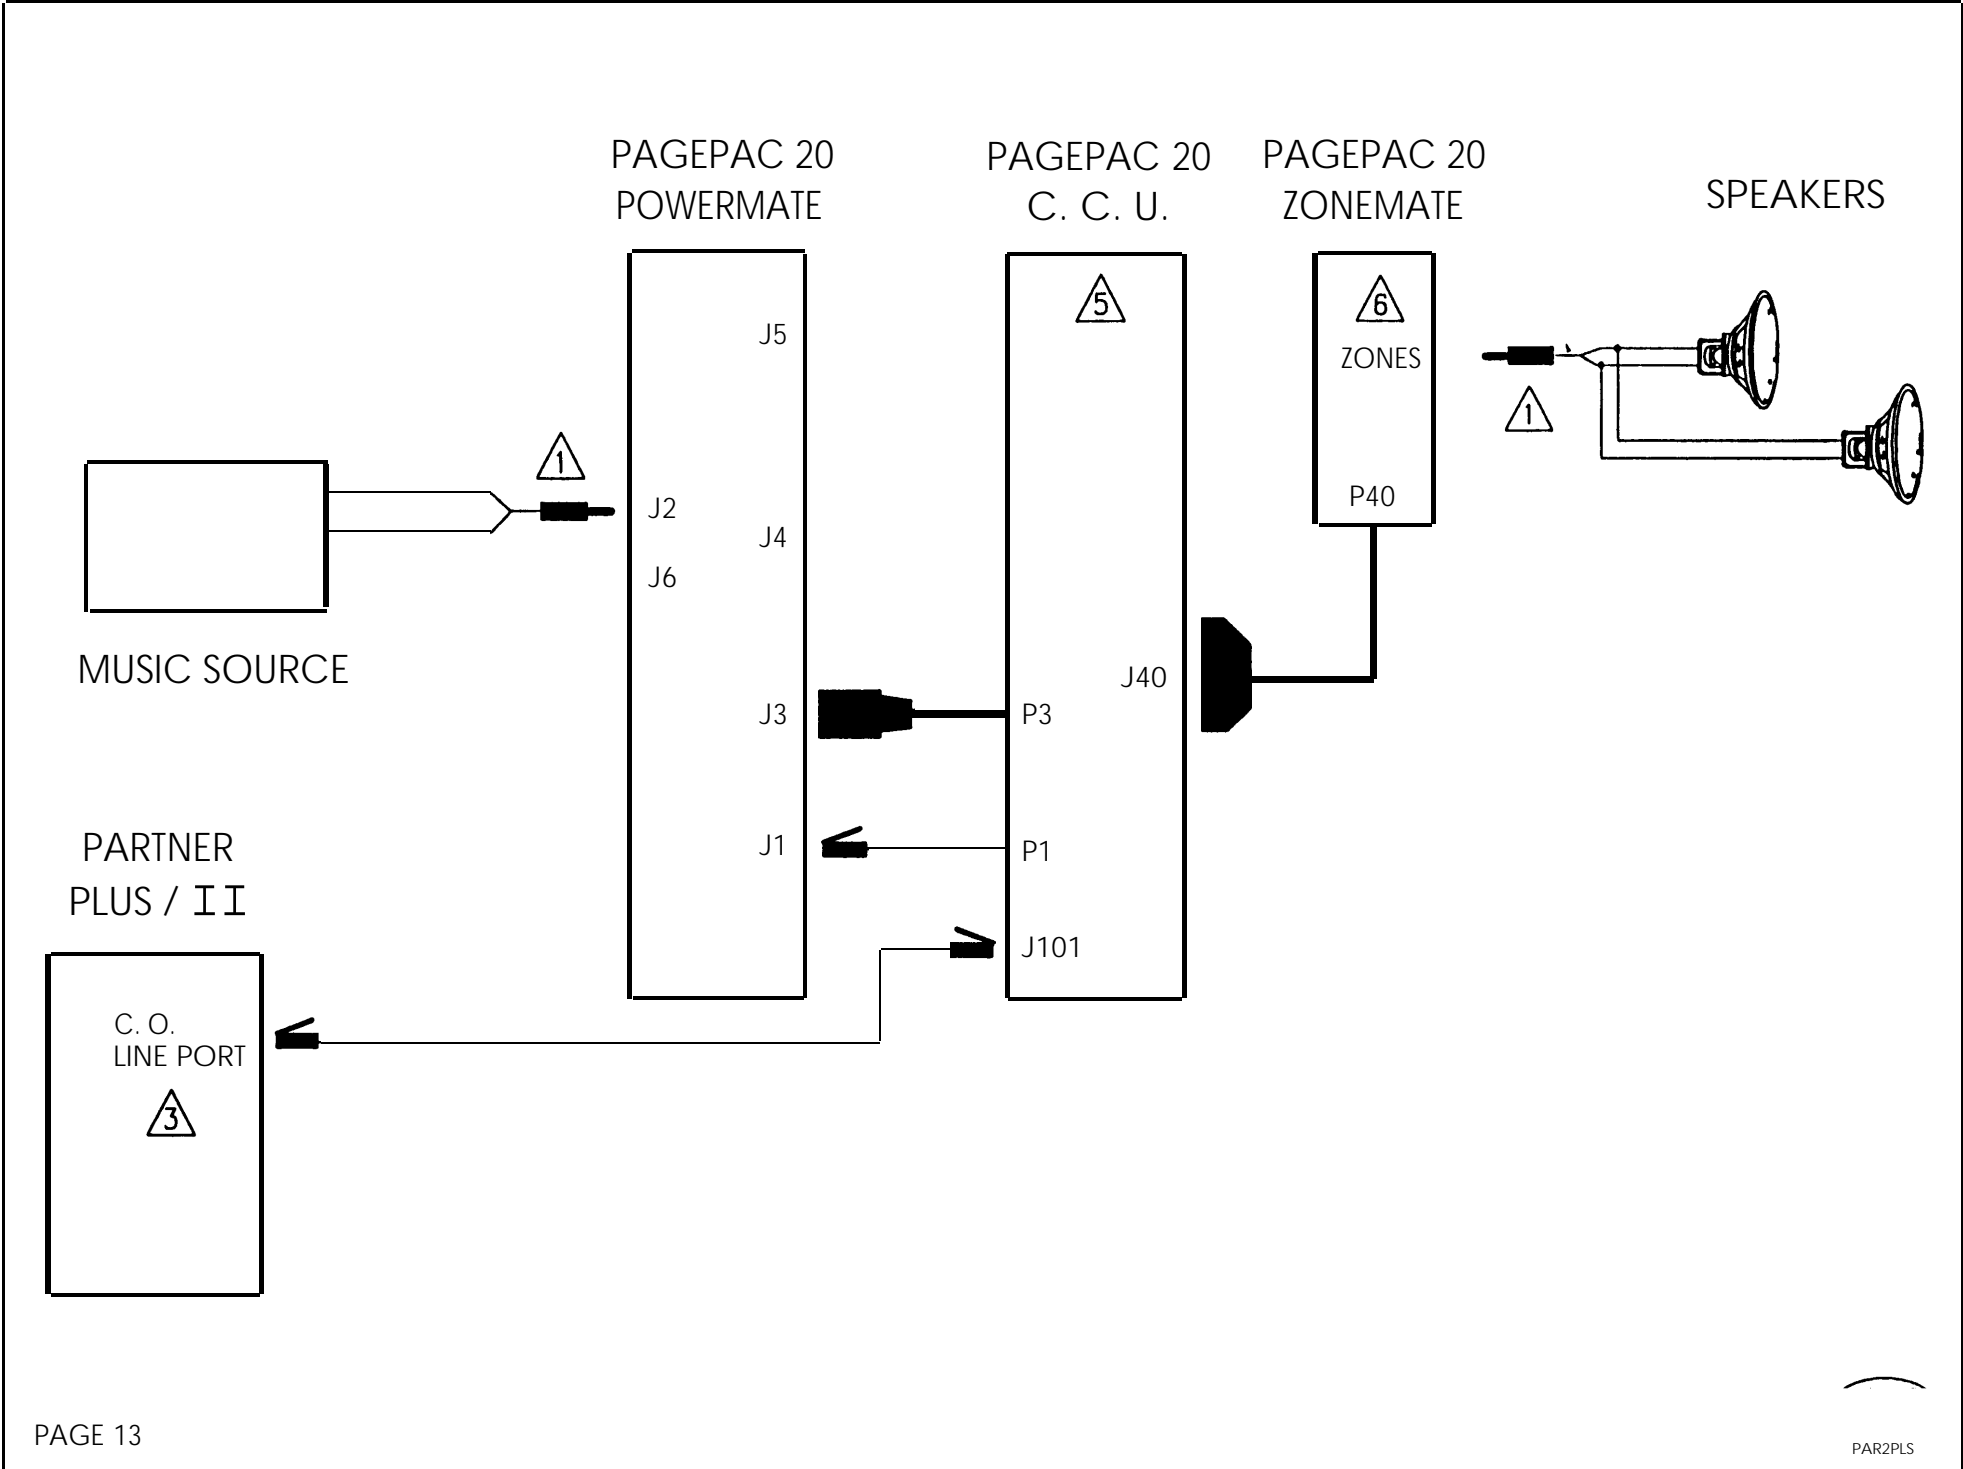 PAGEPAC 20
POWERMATE
PAGEPAC 20
C. C. U.
PAGEPAC 20
ZONEMATE
SPEAKERS
J5
5
6
ZONES
1
1
J2
J4
J6
P40
MUSIC SOURCE
J40
J3
P3
PARTNER
PLUS / II
J1
P1
J101
C. O.
LINE PORT
3
PAGE 13
PAR2PLS